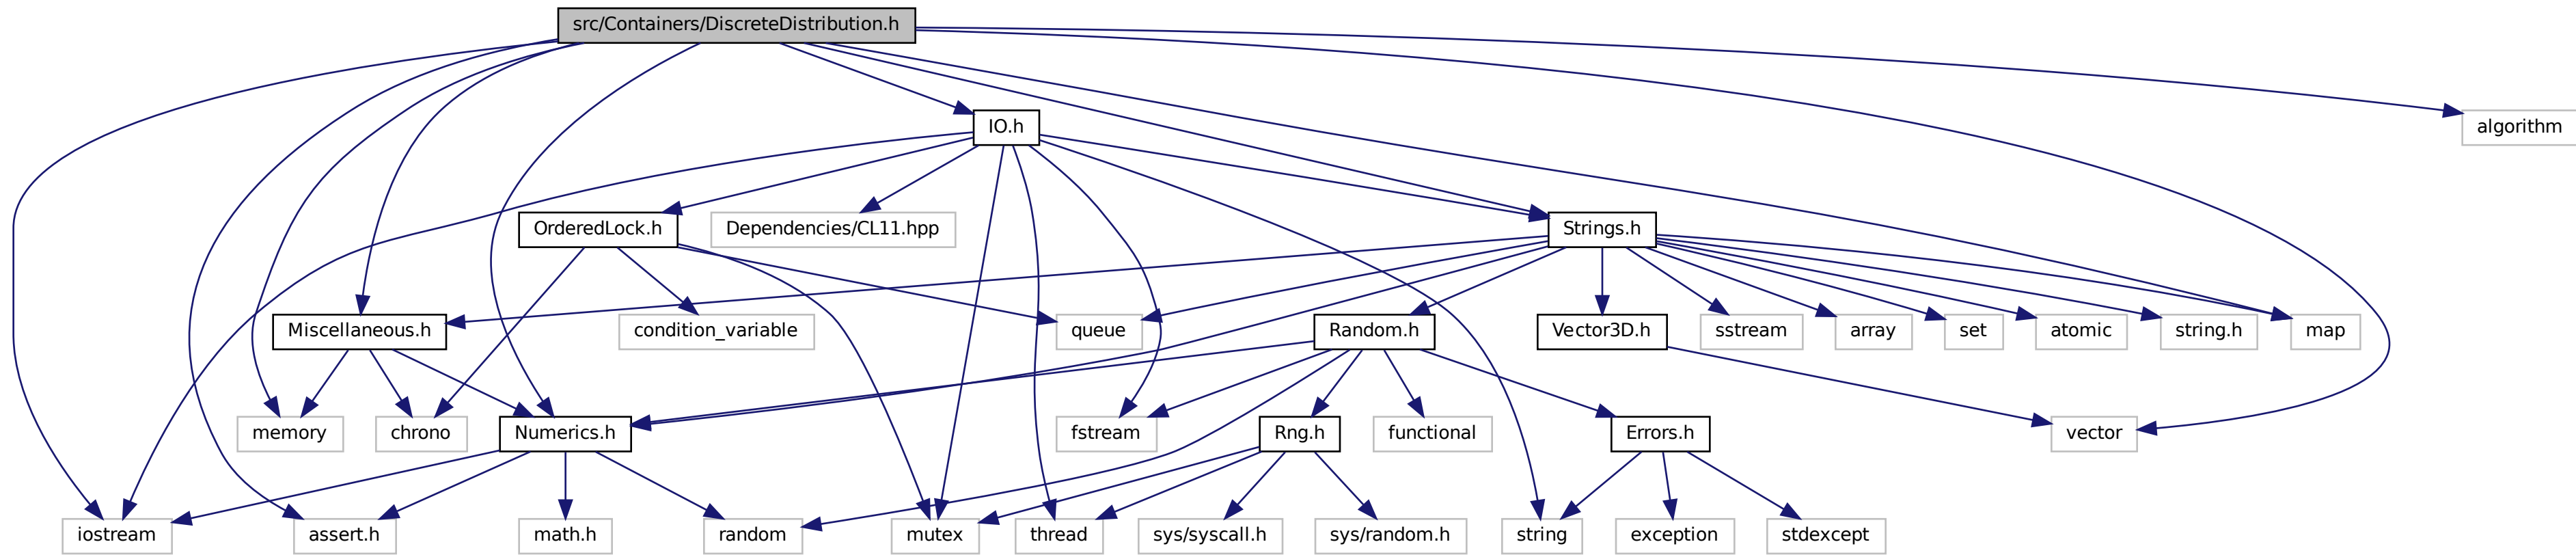 src/Containers/DiscreteDistribution.h
IO.h
algorithm
OrderedLock.h
Dependencies/CL11.hpp
Strings.h
Miscellaneous.h
condition_variable
queue
Random.h
Vector3D.h
sstream
array
set
atomic
string.h
map
memory
chrono
Numerics.h
fstream
Rng.h
functional
Errors.h
vector
iostream
assert.h
math.h
random
mutex
thread
sys/syscall.h
sys/random.h
string
exception
stdexcept